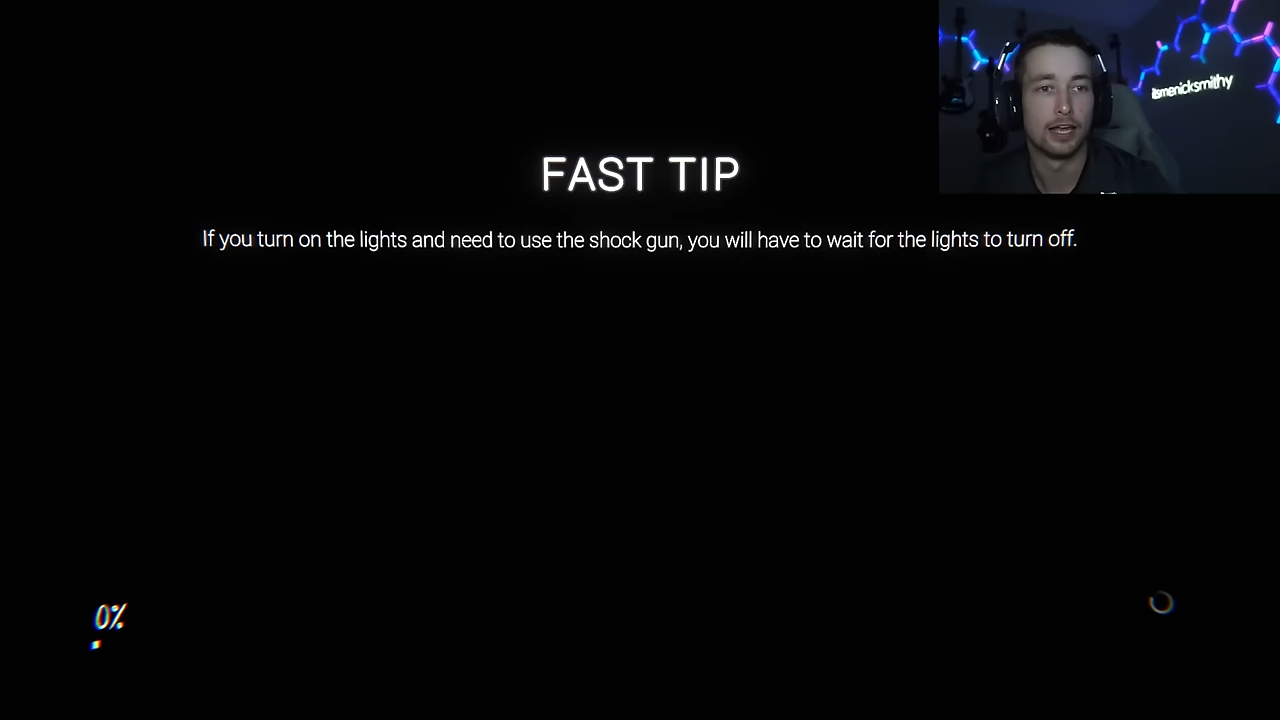 itsmenicksmithy
FAST TIP
If you turn on the lights and need to use the shock gun, you will have to wait for the lights to turn off.
0%